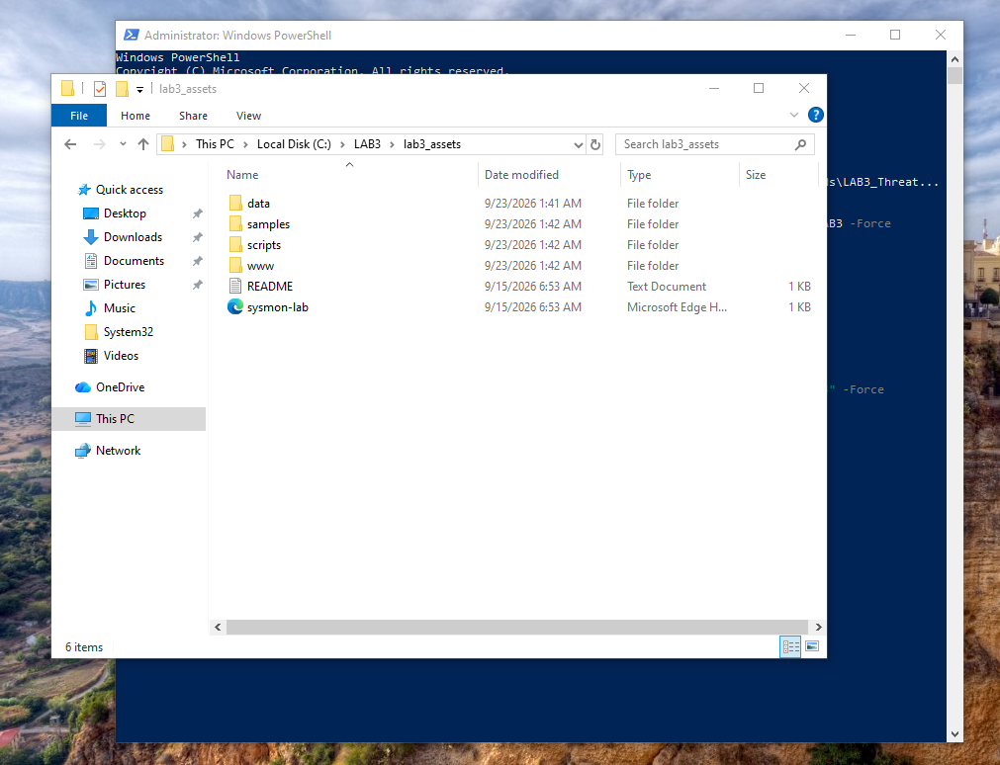 Administrator: Windows PowerShell
Windows PowerShell
Copyright (C) Microsoft Corporation. All rights reserved.
lab3_assets
File Home Share View
This PC Local Disk (C:) LAB3 lab3_assets
Search lab3_assets
Name Date modified Type Size
Quick access
Desktop
Downloads
Documents
Pictures
Music
System32
Videos
OneDrive
This PC
Network
data 9/23/2026 1:41 AM File folder
samples 9/23/2026 1:42 AM File folder
scripts 9/23/2026 1:42 AM File folder
www 9/23/2026 1:42 AM File folder
README 9/15/2026 6:53 AM Text Document 1 KB
sysmon-lab 9/15/2026 6:53 AM Microsoft Edge H... 1 KB
s\LAB3_Threat...
B3 -Force
" -Force
6 items